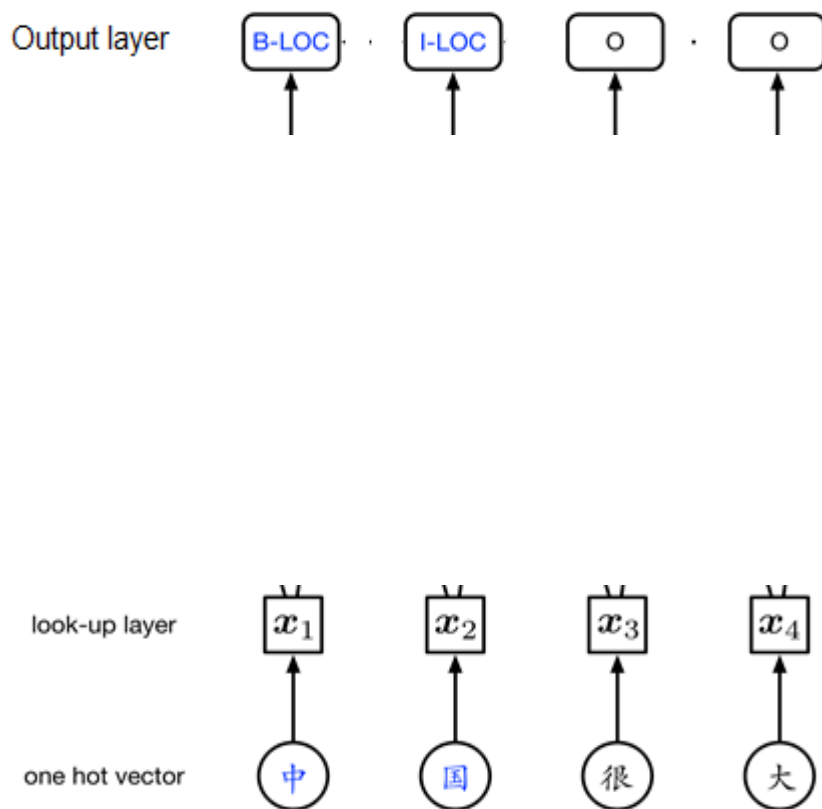 Output layer B-LOC I-LOC O O
look-up layer x1 x2 x3 x4
one hot vector 中 国 很 大